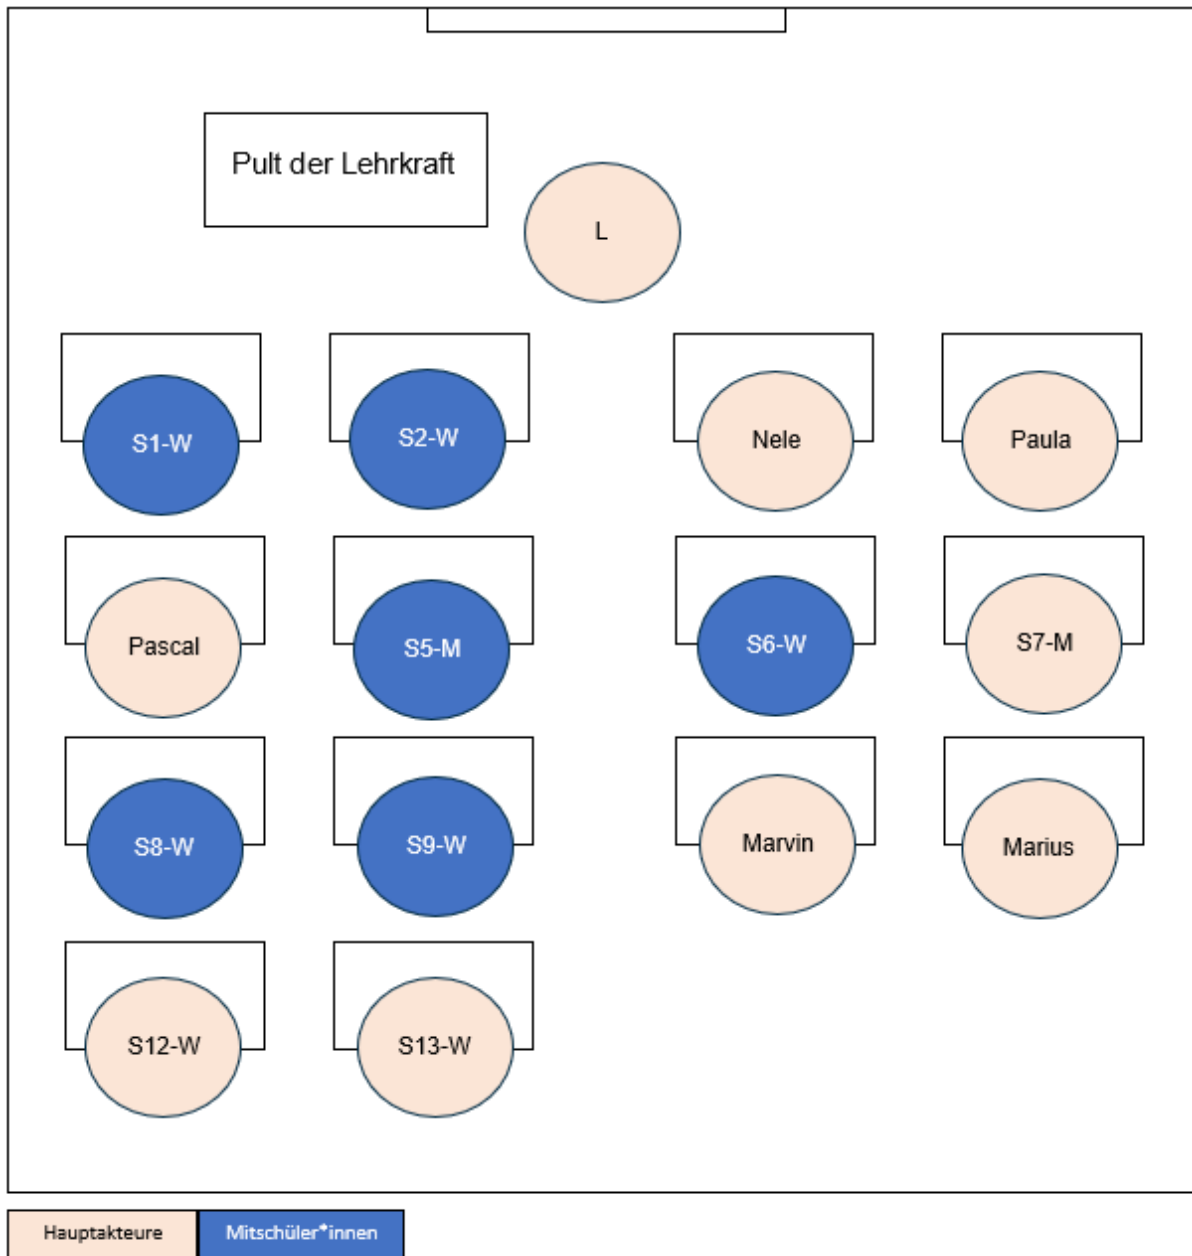 Pult der Lehrkraft
L
S1-W
S2-W
Nele
Paula
Pascal
S5-M
S6-W
S7-M
S8-W
S9-W
Marvin
Marius
S12-W
S13-W
Hauptakteure
Mitschüler*innen